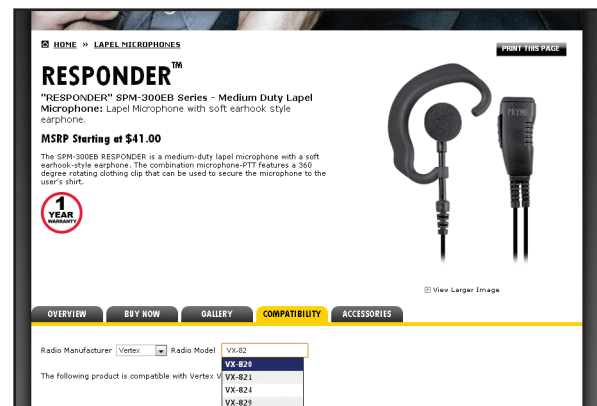 HOME » LAPEL MICROPHONES
PRINT THIS PAGE
RESPONDER™
"RESPONDER" SPM-300EB Series - Medium Duty Lapel
Microphone: Lapel Microphone with soft earhook style
earphone.
MSRP Starting at $41.00
The SPM-300EB RESPONDER is a medium-duty lapel microphone with a soft
earhook-style earphone. The combination microphone-PTT features a 360
degree rotating clothing clip that can be used to secure the microphone to the
user's shirt.
1
YEAR
WARRANTY
PRYME
View Larger Image
OVERVIEW BUY NOW GALLERY COMPATIBILITY ACCESSORIES
Radio Manufacturer Vertex Radio Model VX-82
VX-820
The following product is compatible with Vertex V
VX-821
VX-824
VX-829